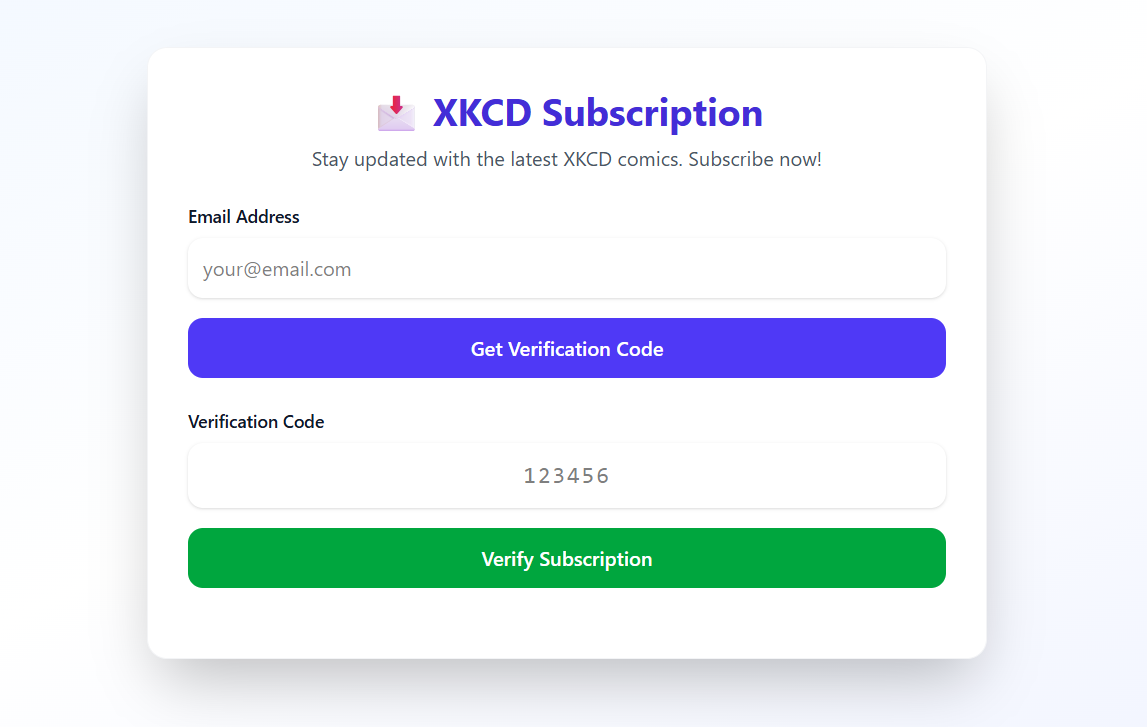 XKCD Subscription
Stay updated with the latest XKCD comics. Subscribe now!
Email Address
your@email.com
Get Verification Code
Verification Code
123456
Verify Subscription